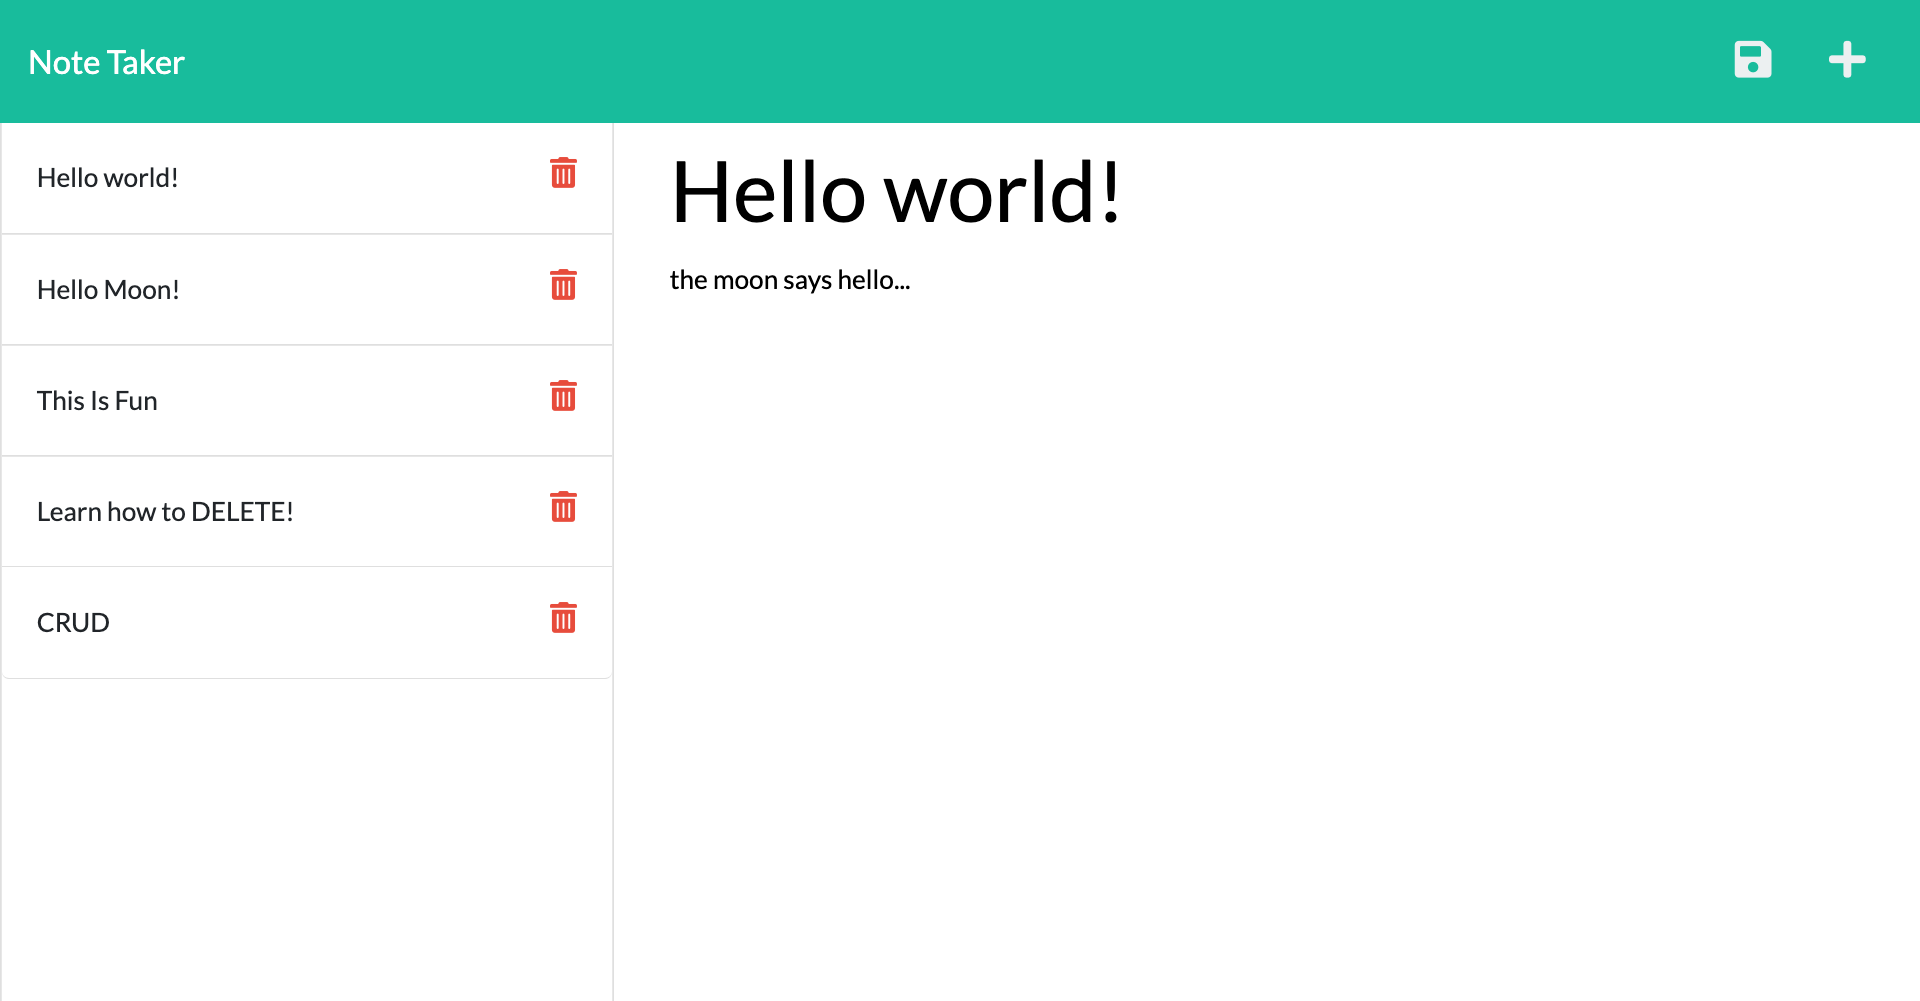 Note Taker
Hello world!
Hello Moon!
This Is Fun
Learn how to DELETE!
CRUD
Hello world!
the moon says hello...